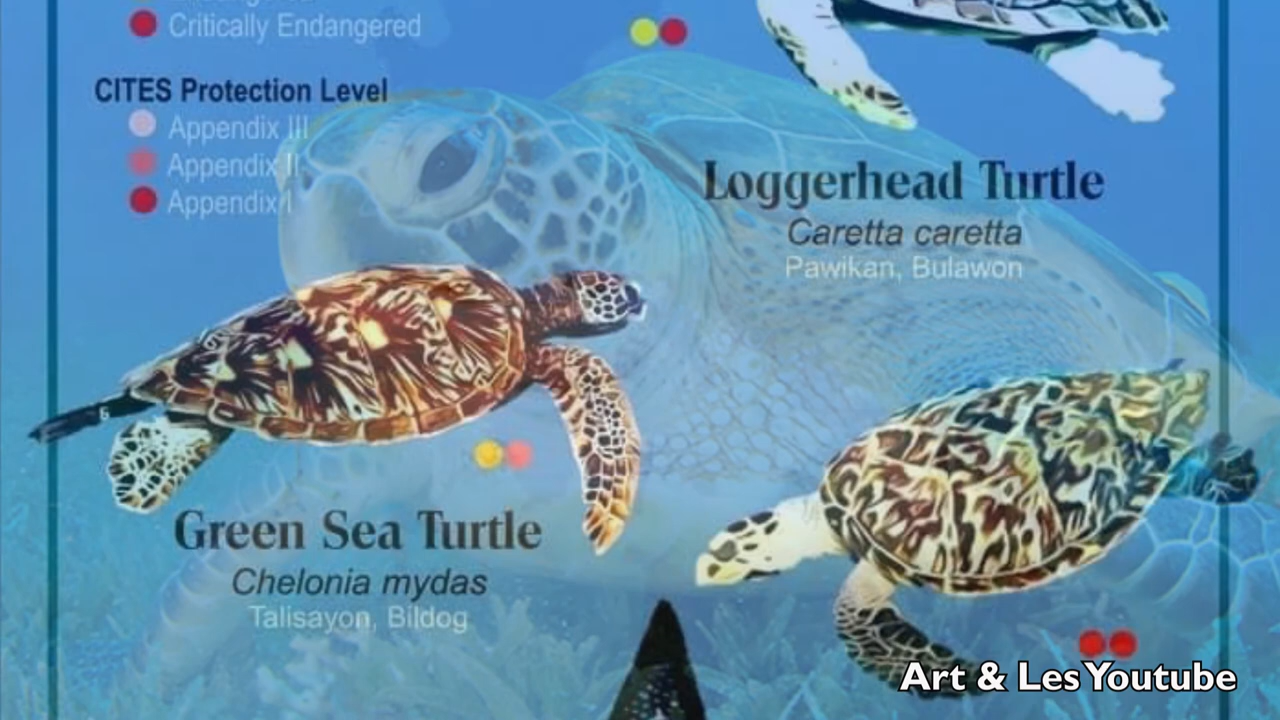 Critically Endangered
CITES Protection Level
Appendix III
Appendix II
Appendix I
Loggerhead Turtle
Caretta caretta
Pawikan, Bulawon
Green Sea Turtle
Chelonia mydas
Talisayon, Bildog
Art & Les Youtube